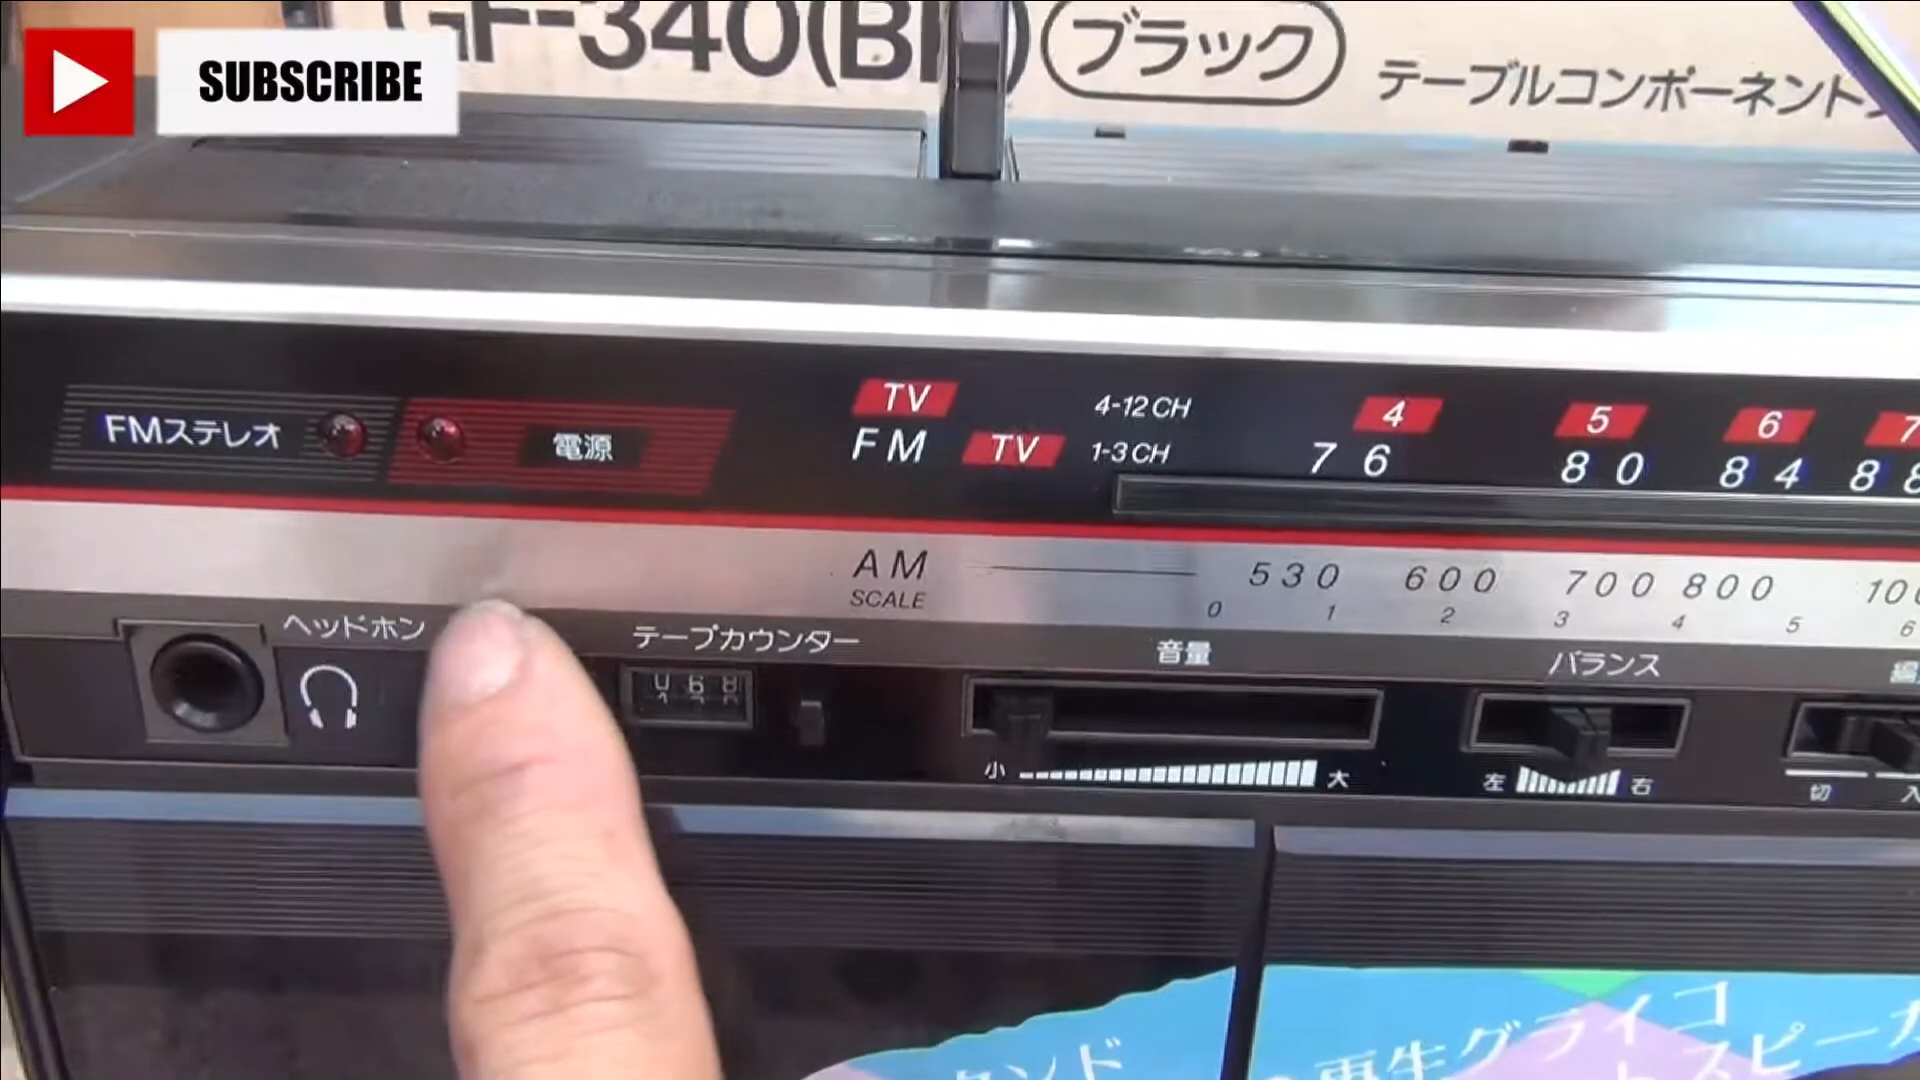 SUBSCRIBE
GF-340(BK)
ブラック
テーブルコンポーネント
FMステレオ
電源
TV 4-12CH 4 5 6 7
FM TV 1-3CH 76 80 84 88
AM 530 600 700 800
SCALE 0 1 2 3 4 5 6
ヘッドホン
テープカウンター
音量
バランス
068
小 大
左 右
切 入
再生グライコ